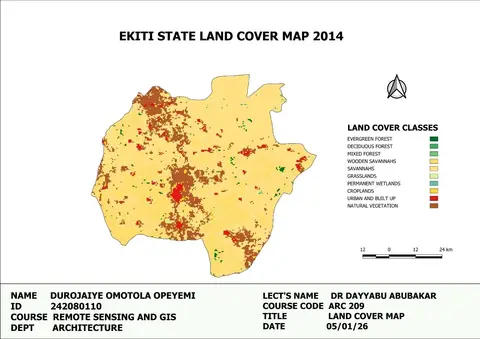 EKITI STATE LAND COVER MAP 2014
LAND COVER CLASSES
EVERGREEN FOREST
DECIDUOUS FOREST
MIXED FOREST
WOODEN SAVANNAHS
SAVANNAHS
GRASSLANDS
PERMANENT WETLANDS
CROPLANDS
URBAN AND BUILT UP
NATURAL VEGETATION
12 0 12 24 km
NAME DUROJAIYE OMOTOLA OPEYEMI
ID 242080110
COURSE REMOTE SENSING AND GIS
DEPT ARCHITECTURE
LECT'S NAME DR DAYYABU ABUBAKAR
COURSE CODE ARC 209
TITLE LAND COVER MAP
DATE 05/01/26